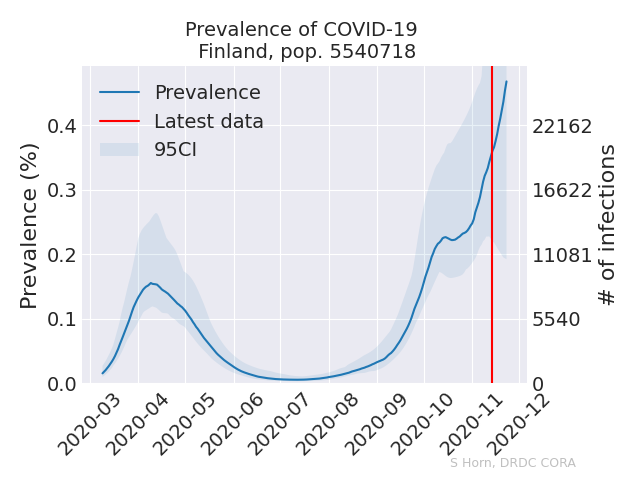 Prevalence of COVID-19
Finland, pop. 5540718
Prevalence
Latest data
95CI
Prevalence (%)
0.4
0.3
0.2
0.1
0.0
22162
16622
11081
5540
0
# of infections
2020-03
2020-04
2020-05
2020-06
2020-07
2020-08
2020-09
2020-10
2020-11
2020-12
S Horn, DRDC CORA